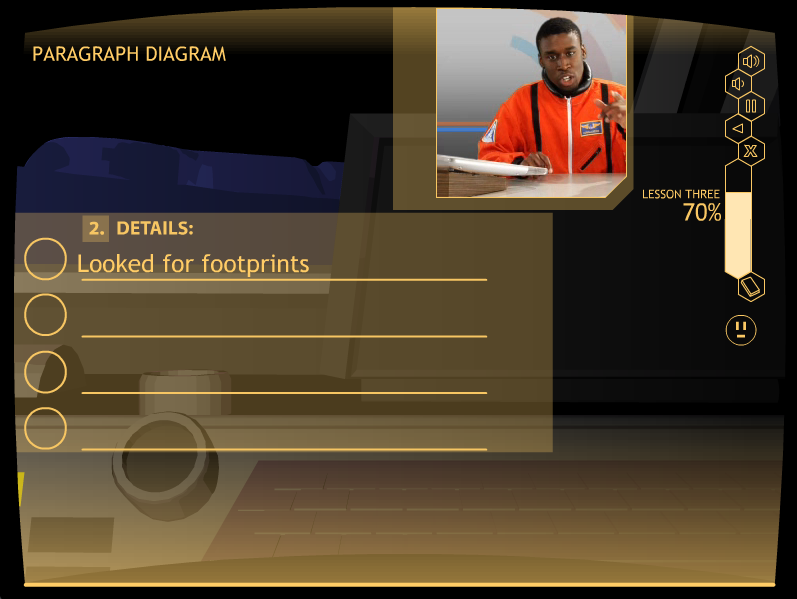 PARAGRAPH DIAGRAM
LESSON THREE
70%
2. DETAILS:
Looked for footprints